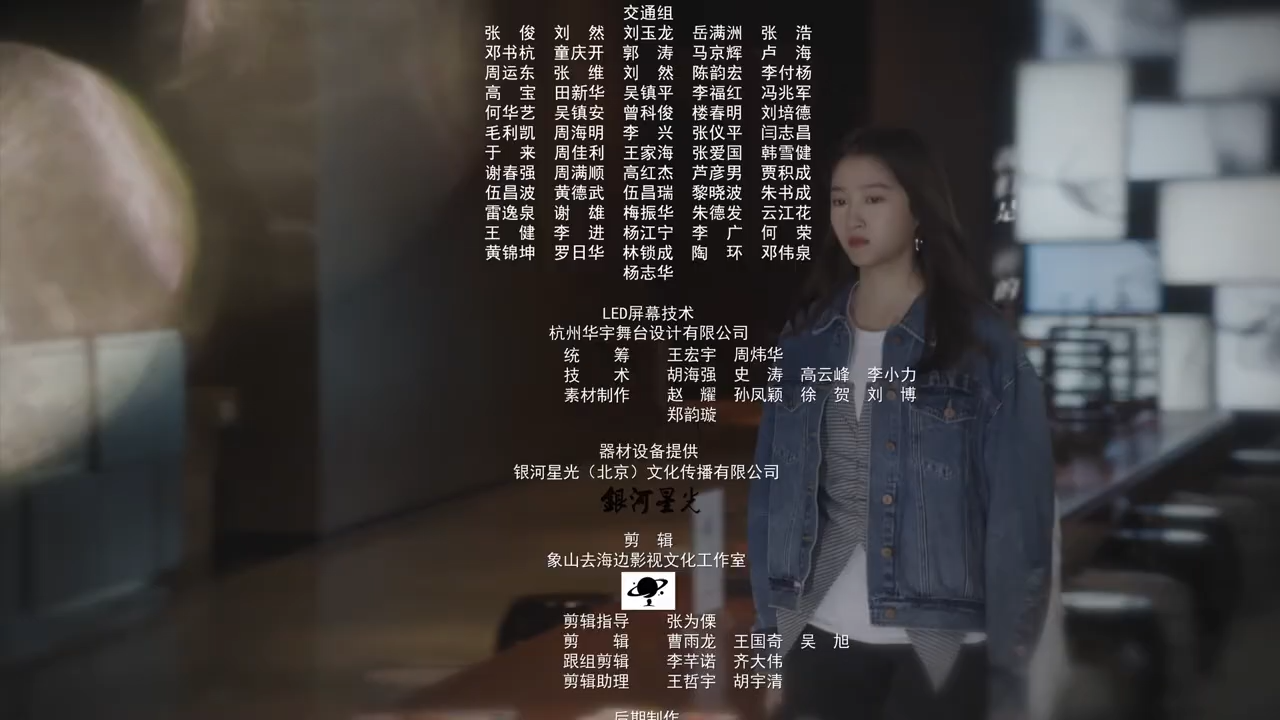 交通组
张 俊 刘 然 刘玉龙 岳满洲 张 浩
邓书杭 童庆开 郭 涛 马京辉 卢 海
周运东 张 维 刘 然 陈韵宏 李付杨
高 宝 田新华 吴镇平 李福红 冯兆军
何华艺 吴镇安 曾科俊 楼春明 刘培德
毛利凯 周海明 李 兴 张仪平 闫志昌
于 来 周佳利 王家海 张爱国 韩雪健
谢春强 周满顺 高红杰 芦彦男 贾积成
伍昌波 黄德武 伍昌瑞 黎晓波 朱书成
雷逸泉 谢 雄 梅振华 朱德发 云江花
王 健 李 进 杨江宁 李 广 何 荣
黄锦坤 罗日华 林锁成 陶 环 邓伟泉
杨志华
LED屏幕技术
杭州华宇舞台设计有限公司
统 筹 王宏宇 周炜华
技 术 胡海强 史 涛 高云峰 李小力
素材制作 赵 耀 孙凤颖 徐 贺 刘 博
郑韵璇
器材设备提供
银河星光（北京）文化传播有限公司
銀河星光
剪 辑
象山去海边影视文化工作室
剪辑指导 张为傈
剪 辑 曹雨龙 王国奇 吴 旭
跟组剪辑 李芊诺 齐大伟
剪辑助理 王哲宇 胡宇清
后期制作